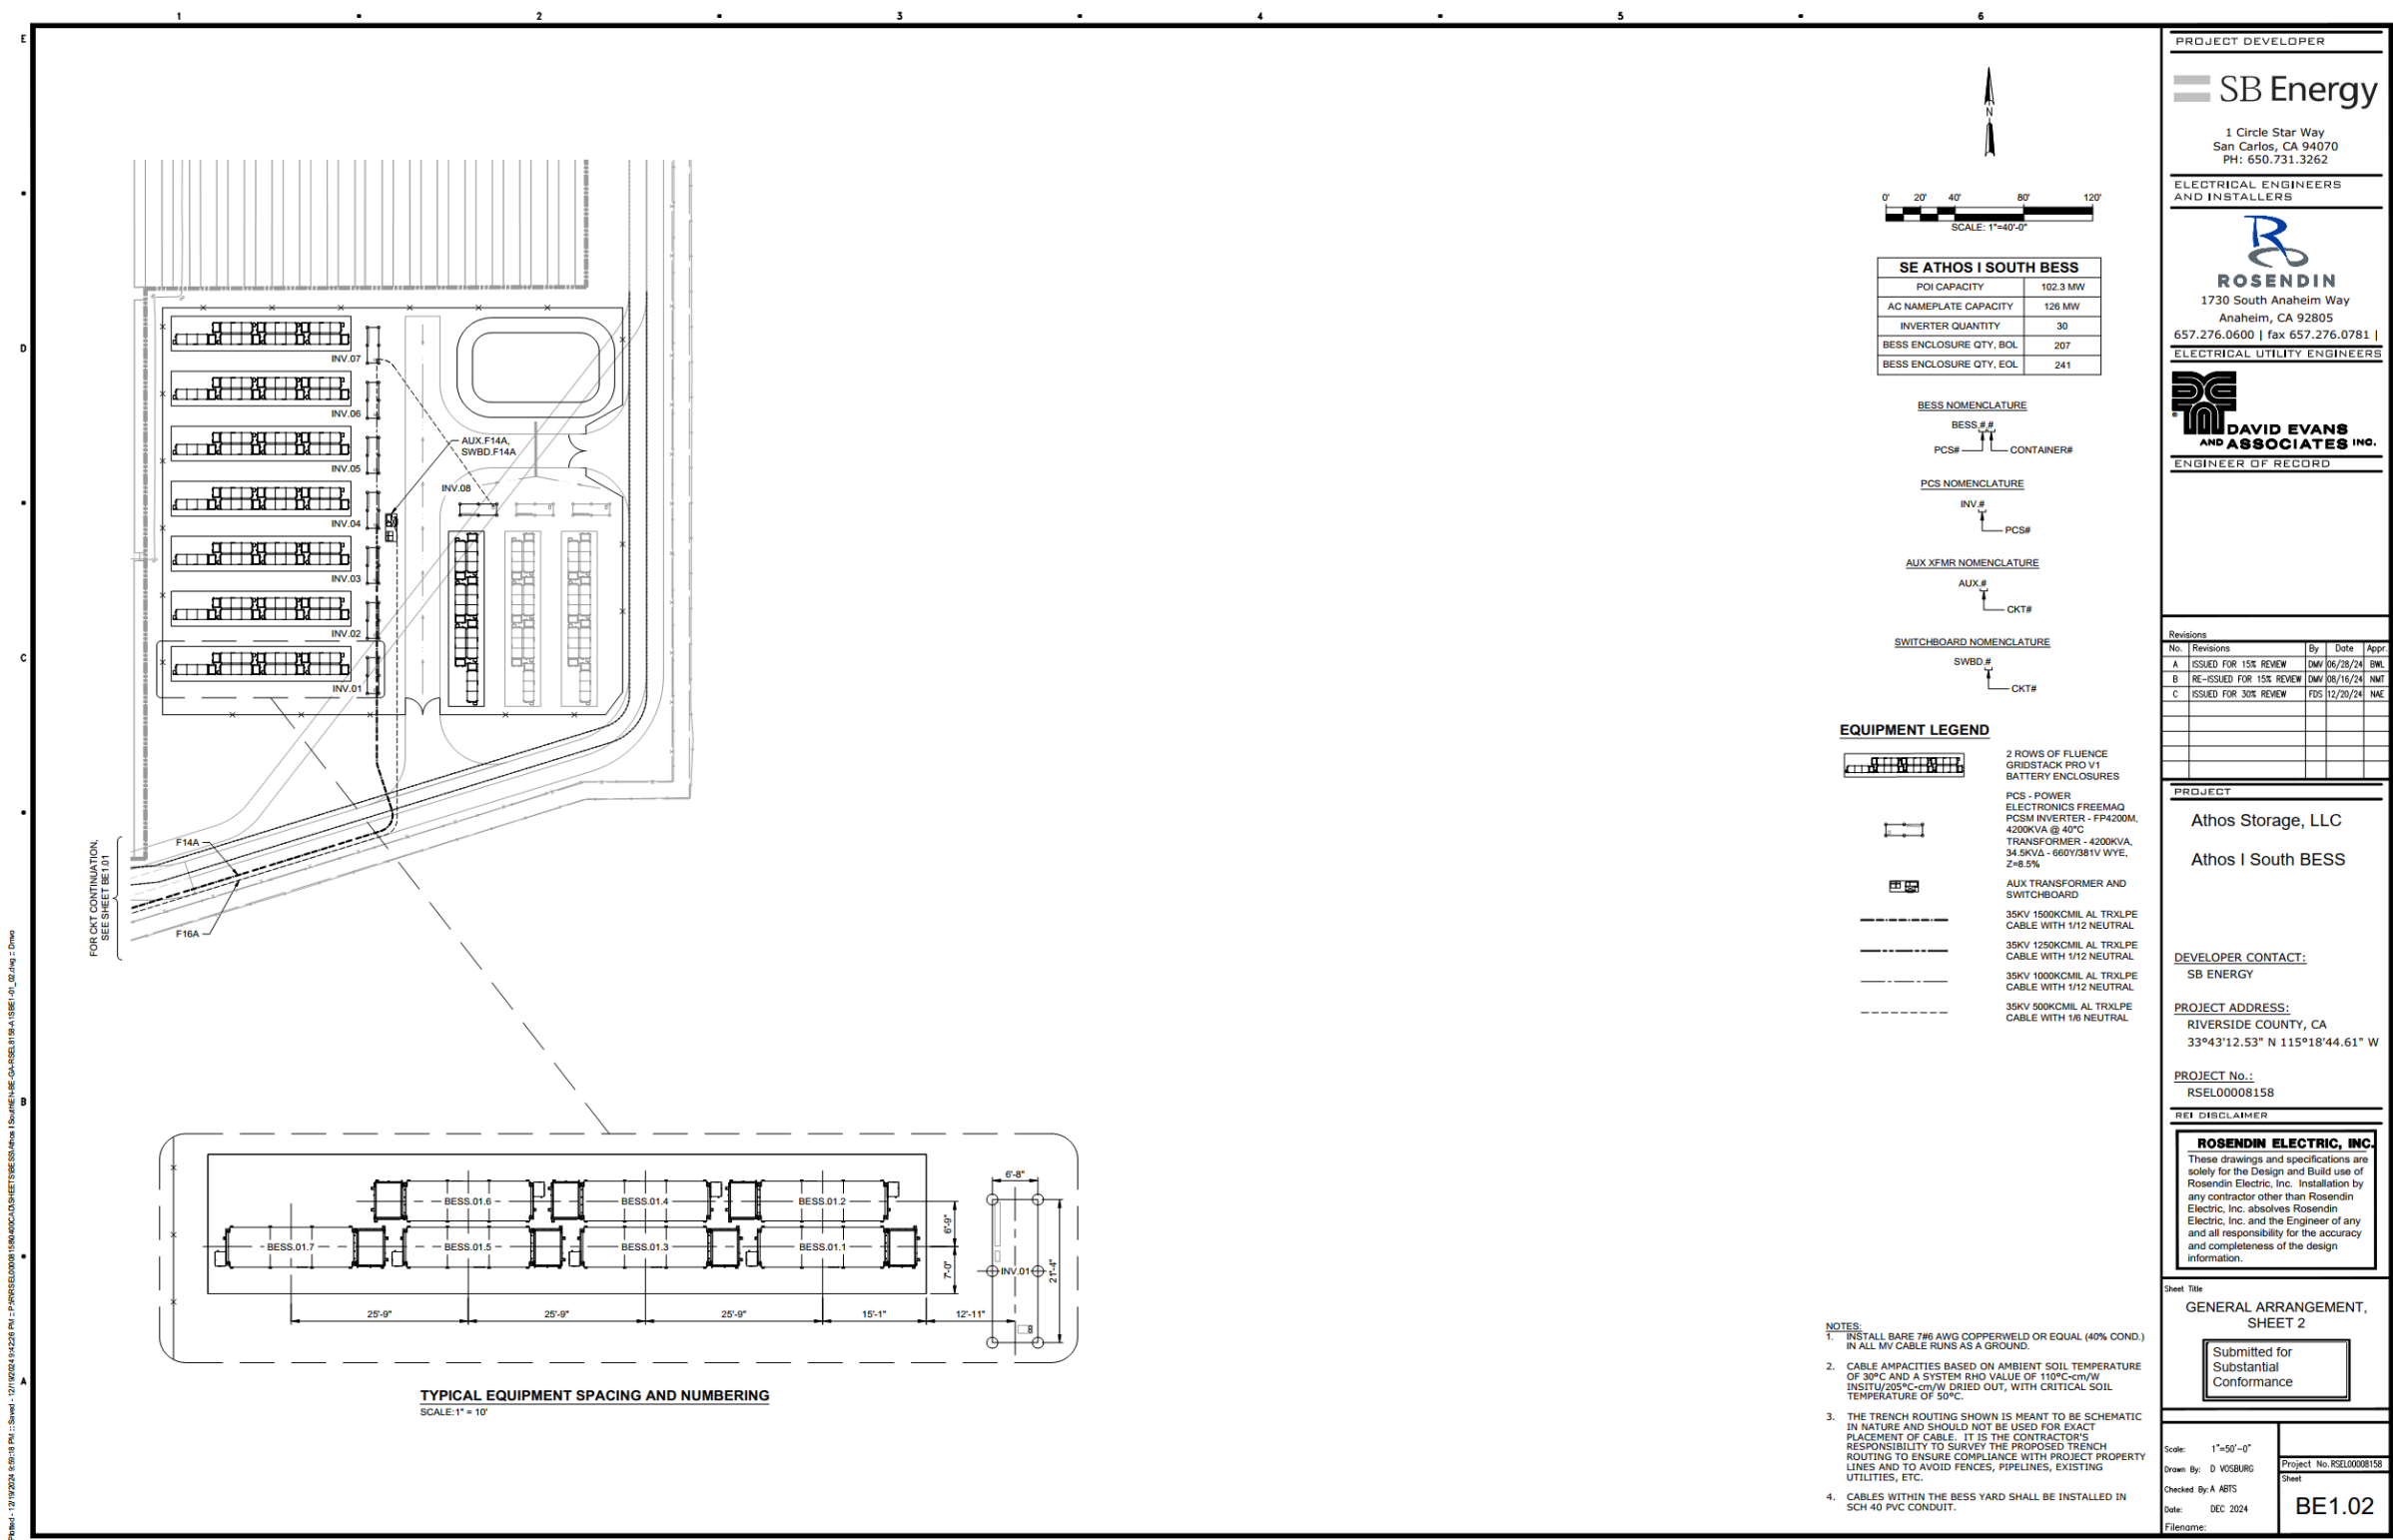 1
2
3
4
5
6
E
D
C
B
A
INV.07
INV.06
INV.05
INV.04
INV.03
INV.02
INV.01
INV.08
AUX.F14A,
SWBD.F14A
F14A
F16A
FOR CKT CONTINUATION,
SEE SHEET BE1.01
BESS.01.6
BESS.01.4
BESS.01.2
BESS.01.7
BESS.01.5
BESS.01.3
BESS.01.1
INV.01
6'-8"
6'-9"
7'-0"
21'-4"
25'-9"
25'-9"
25'-9"
15'-1"
12'-11"
TYPICAL EQUIPMENT SPACING AND NUMBERING
SCALE:1" = 10'
N
0'
20'
40'
80'
120'
SCALE: 1"=40'-0"
SE ATHOS I SOUTH BESS
POI CAPACITY 102.3 MW
AC NAMEPLATE CAPACITY 126 MW
INVERTER QUANTITY 30
BESS ENCLOSURE QTY, BOL 207
BESS ENCLOSURE QTY, EOL 241
BESS NOMENCLATURE
BESS.#.#
PCS#
CONTAINER#
PCS NOMENCLATURE
INV.#
PCS#
AUX XFMR NOMENCLATURE
AUX.#
CKT#
SWITCHBOARD NOMENCLATURE
SWBD.#
CKT#
EQUIPMENT LEGEND
2 ROWS OF FLUENCE
GRIDSTACK PRO V1
BATTERY ENCLOSURES
PCS - POWER
ELECTRONICS FREEMAQ
PCSM INVERTER - FP4200M,
4200KVA @ 40°C
TRANSFORMER - 4200KVA,
34.5KVΔ - 660Y/381V WYE,
Z=8.5%
AUX TRANSFORMER AND
SWITCHBOARD
35KV 1500KCMIL AL TRXLPE
CABLE WITH 1/12 NEUTRAL
35KV 1250KCMIL AL TRXLPE
CABLE WITH 1/12 NEUTRAL
35KV 1000KCMIL AL TRXLPE
CABLE WITH 1/12 NEUTRAL
35KV 500KCMIL AL TRXLPE
CABLE WITH 1/6 NEUTRAL
NOTES:
1. INSTALL BARE 7#6 AWG COPPERWELD OR EQUAL (40% COND.)
IN ALL MV CABLE RUNS AS A GROUND.
2. CABLE AMPACITIES BASED ON AMBIENT SOIL TEMPERATURE
OF 30°C AND A SYSTEM RHO VALUE OF 110°C-cm/W
INSITU/205°C-cm/W DRIED OUT, WITH CRITICAL SOIL
TEMPERATURE OF 50°C.
3. THE TRENCH ROUTING SHOWN IS MEANT TO BE SCHEMATIC
IN NATURE AND SHOULD NOT BE USED FOR EXACT
PLACEMENT OF CABLE. IT IS THE CONTRACTOR'S
RESPONSIBILITY TO SURVEY THE PROPOSED TRENCH
ROUTING TO ENSURE COMPLIANCE WITH PROJECT PROPERTY
LINES AND TO AVOID FENCES, PIPELINES, EXISTING
UTILITIES, ETC.
4. CABLES WITHIN THE BESS YARD SHALL BE INSTALLED IN
SCH 40 PVC CONDUIT.
PROJECT DEVELOPER
SB Energy
1 Circle Star Way
San Carlos, CA 94070
PH: 650.731.3262
ELECTRICAL ENGINEERS
AND INSTALLERS
ROSENDIN
1730 South Anaheim Way
Anaheim, CA 92805
657.276.0600 | fax 657.276.0781 |
ELECTRICAL UTILITY ENGINEERS
DAVID EVANS
AND ASSOCIATES INC.
ENGINEER OF RECORD
Revisions
No. Revisions By Date Appr.
A ISSUED FOR 15% REVIEW DMV 06/28/24 BWL
B RE-ISSUED FOR 15% REVIEW DMV 08/16/24 NMT
C ISSUED FOR 30% REVIEW FDS 12/20/24 NAE
PROJECT
Athos Storage, LLC
Athos I South BESS
DEVELOPER CONTACT:
SB ENERGY
PROJECT ADDRESS:
RIVERSIDE COUNTY, CA
33°43'12.53" N 115°18'44.61" W
PROJECT No.:
RSEL00008158
REI DISCLAIMER
ROSENDIN ELECTRIC, INC.
These drawings and specifications are
solely for the Design and Build use of
Rosendin Electric, Inc. Installation by
any contractor other than Rosendin
Electric, Inc. absolves Rosendin
Electric, Inc. and the Engineer of any
and all responsibility for the accuracy
and completeness of the design
information.
Sheet Title
GENERAL ARRANGEMENT,
SHEET 2
Submitted for
Substantial
Conformance
Scale: 1"=50'-0"
Drawn By: D VOSBURG
Checked By: A ABTS
Date: DEC 2024
Filename:
Project No. RSEL00008158
Sheet
BE1.02